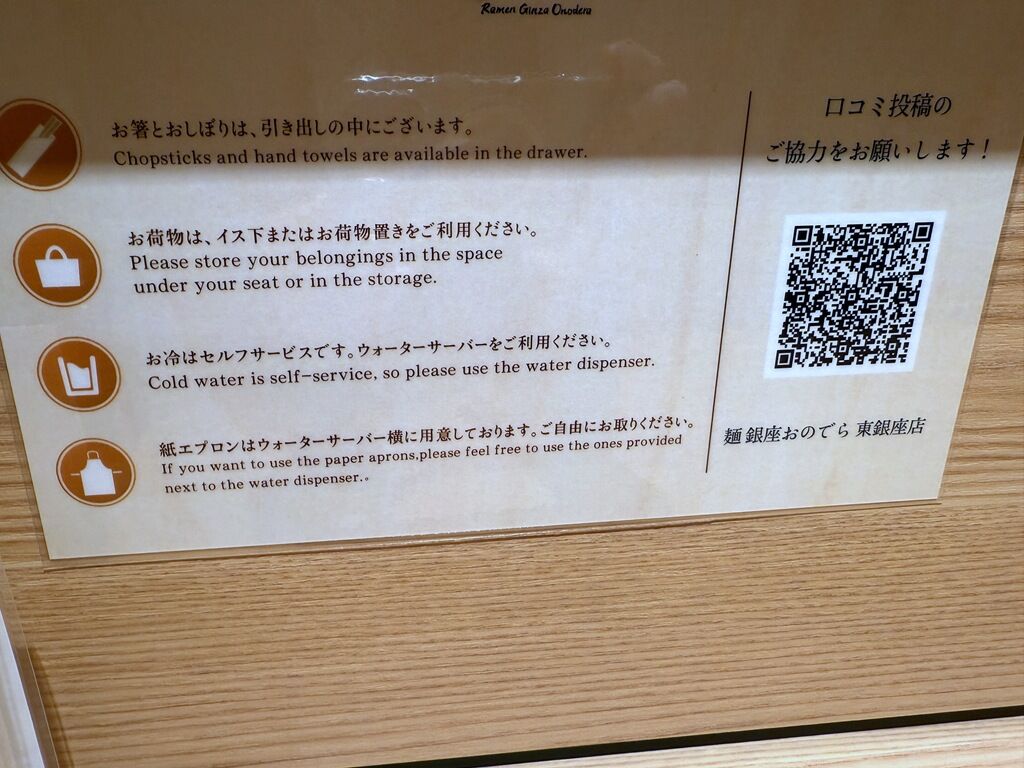 Ramen Ginza Onodera
お箸とおしぼりは、引き出しの中にございます。
Chopsticks and hand towels are available in the drawer.
お荷物は、イス下またはお荷物置きをご利用ください。
Please store your belongings in the space
under your seat or in the storage.
お冷はセルフサービスです。ウォーターサーバーをご利用ください。
Cold water is self-service, so please use the water dispenser.
紙エプロンはウォーターサーバー横に用意しております。ご自由にお取りください。
If you want to use the paper aprons,please feel free to use the ones provided
next to the water dispenser.。
口コミ投稿の
ご協力をお願いします！
麺 銀座おのでら 東銀座店